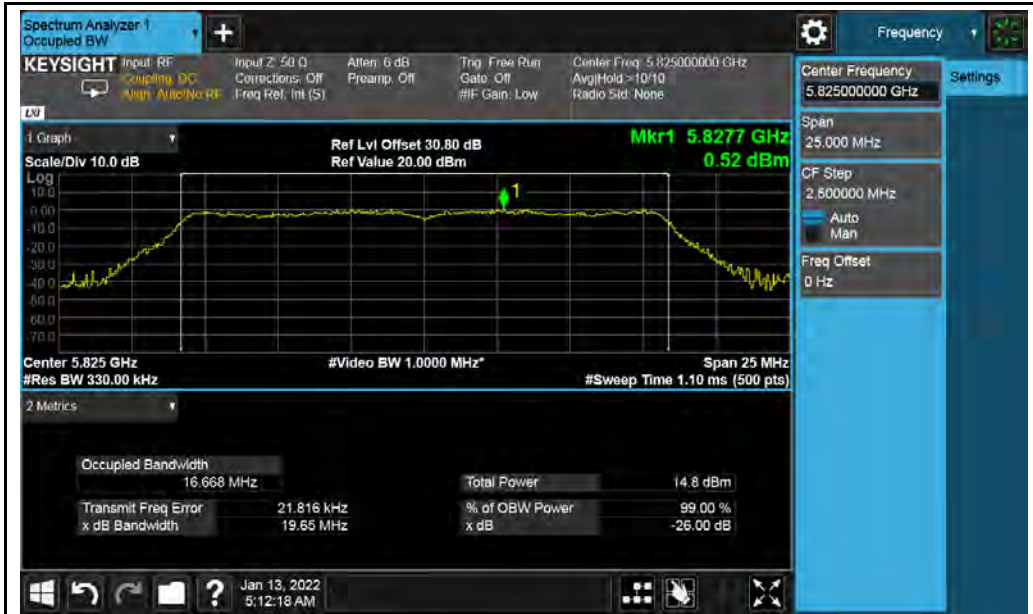 Spectrum Analyzer 1
Occupied BW
+
Frequency
KEYSIGHT
Input: RF
Coupling: DC
Align: Auto/No RF
Input Z: 50 Ω
Corrections: Off
Freq Ref: Int (S)
Atten: 6 dB
Preamp: Off
Trig: Free Run
Gate: Off
#IF Gain: Low
Center Freq: 5.825000000 GHz
Avg|Hold:>10/10
Radio Std: None
LXI
Center Frequency
5.825000000 GHz
Settings
Span
25.000 MHz
CF Step
2.500000 MHz
Auto
Man
Freq Offset
0 Hz
1 Graph
Scale/Div 10.0 dB
Ref Lvl Offset 30.80 dB
Ref Value 20.00 dBm
Mkr1 5.8277 GHz
0.52 dBm
Log
10.0
0.00
-10.0
-20.0
-30.0
-40.0
-50.0
-60.0
-70.0
1
Center 5.825 GHz
#Video BW 1.0000 MHz*
Span 25 MHz
#Res BW 330.00 kHz
#Sweep Time 1.10 ms (500 pts)
2 Metrics
Occupied Bandwidth
16.668 MHz
Total Power 14.8 dBm
Transmit Freq Error 21.816 kHz
% of OBW Power 99.00 %
x dB Bandwidth 19.65 MHz
x dB -26.00 dB
?
Jan 13, 2022
5:12:18 AM